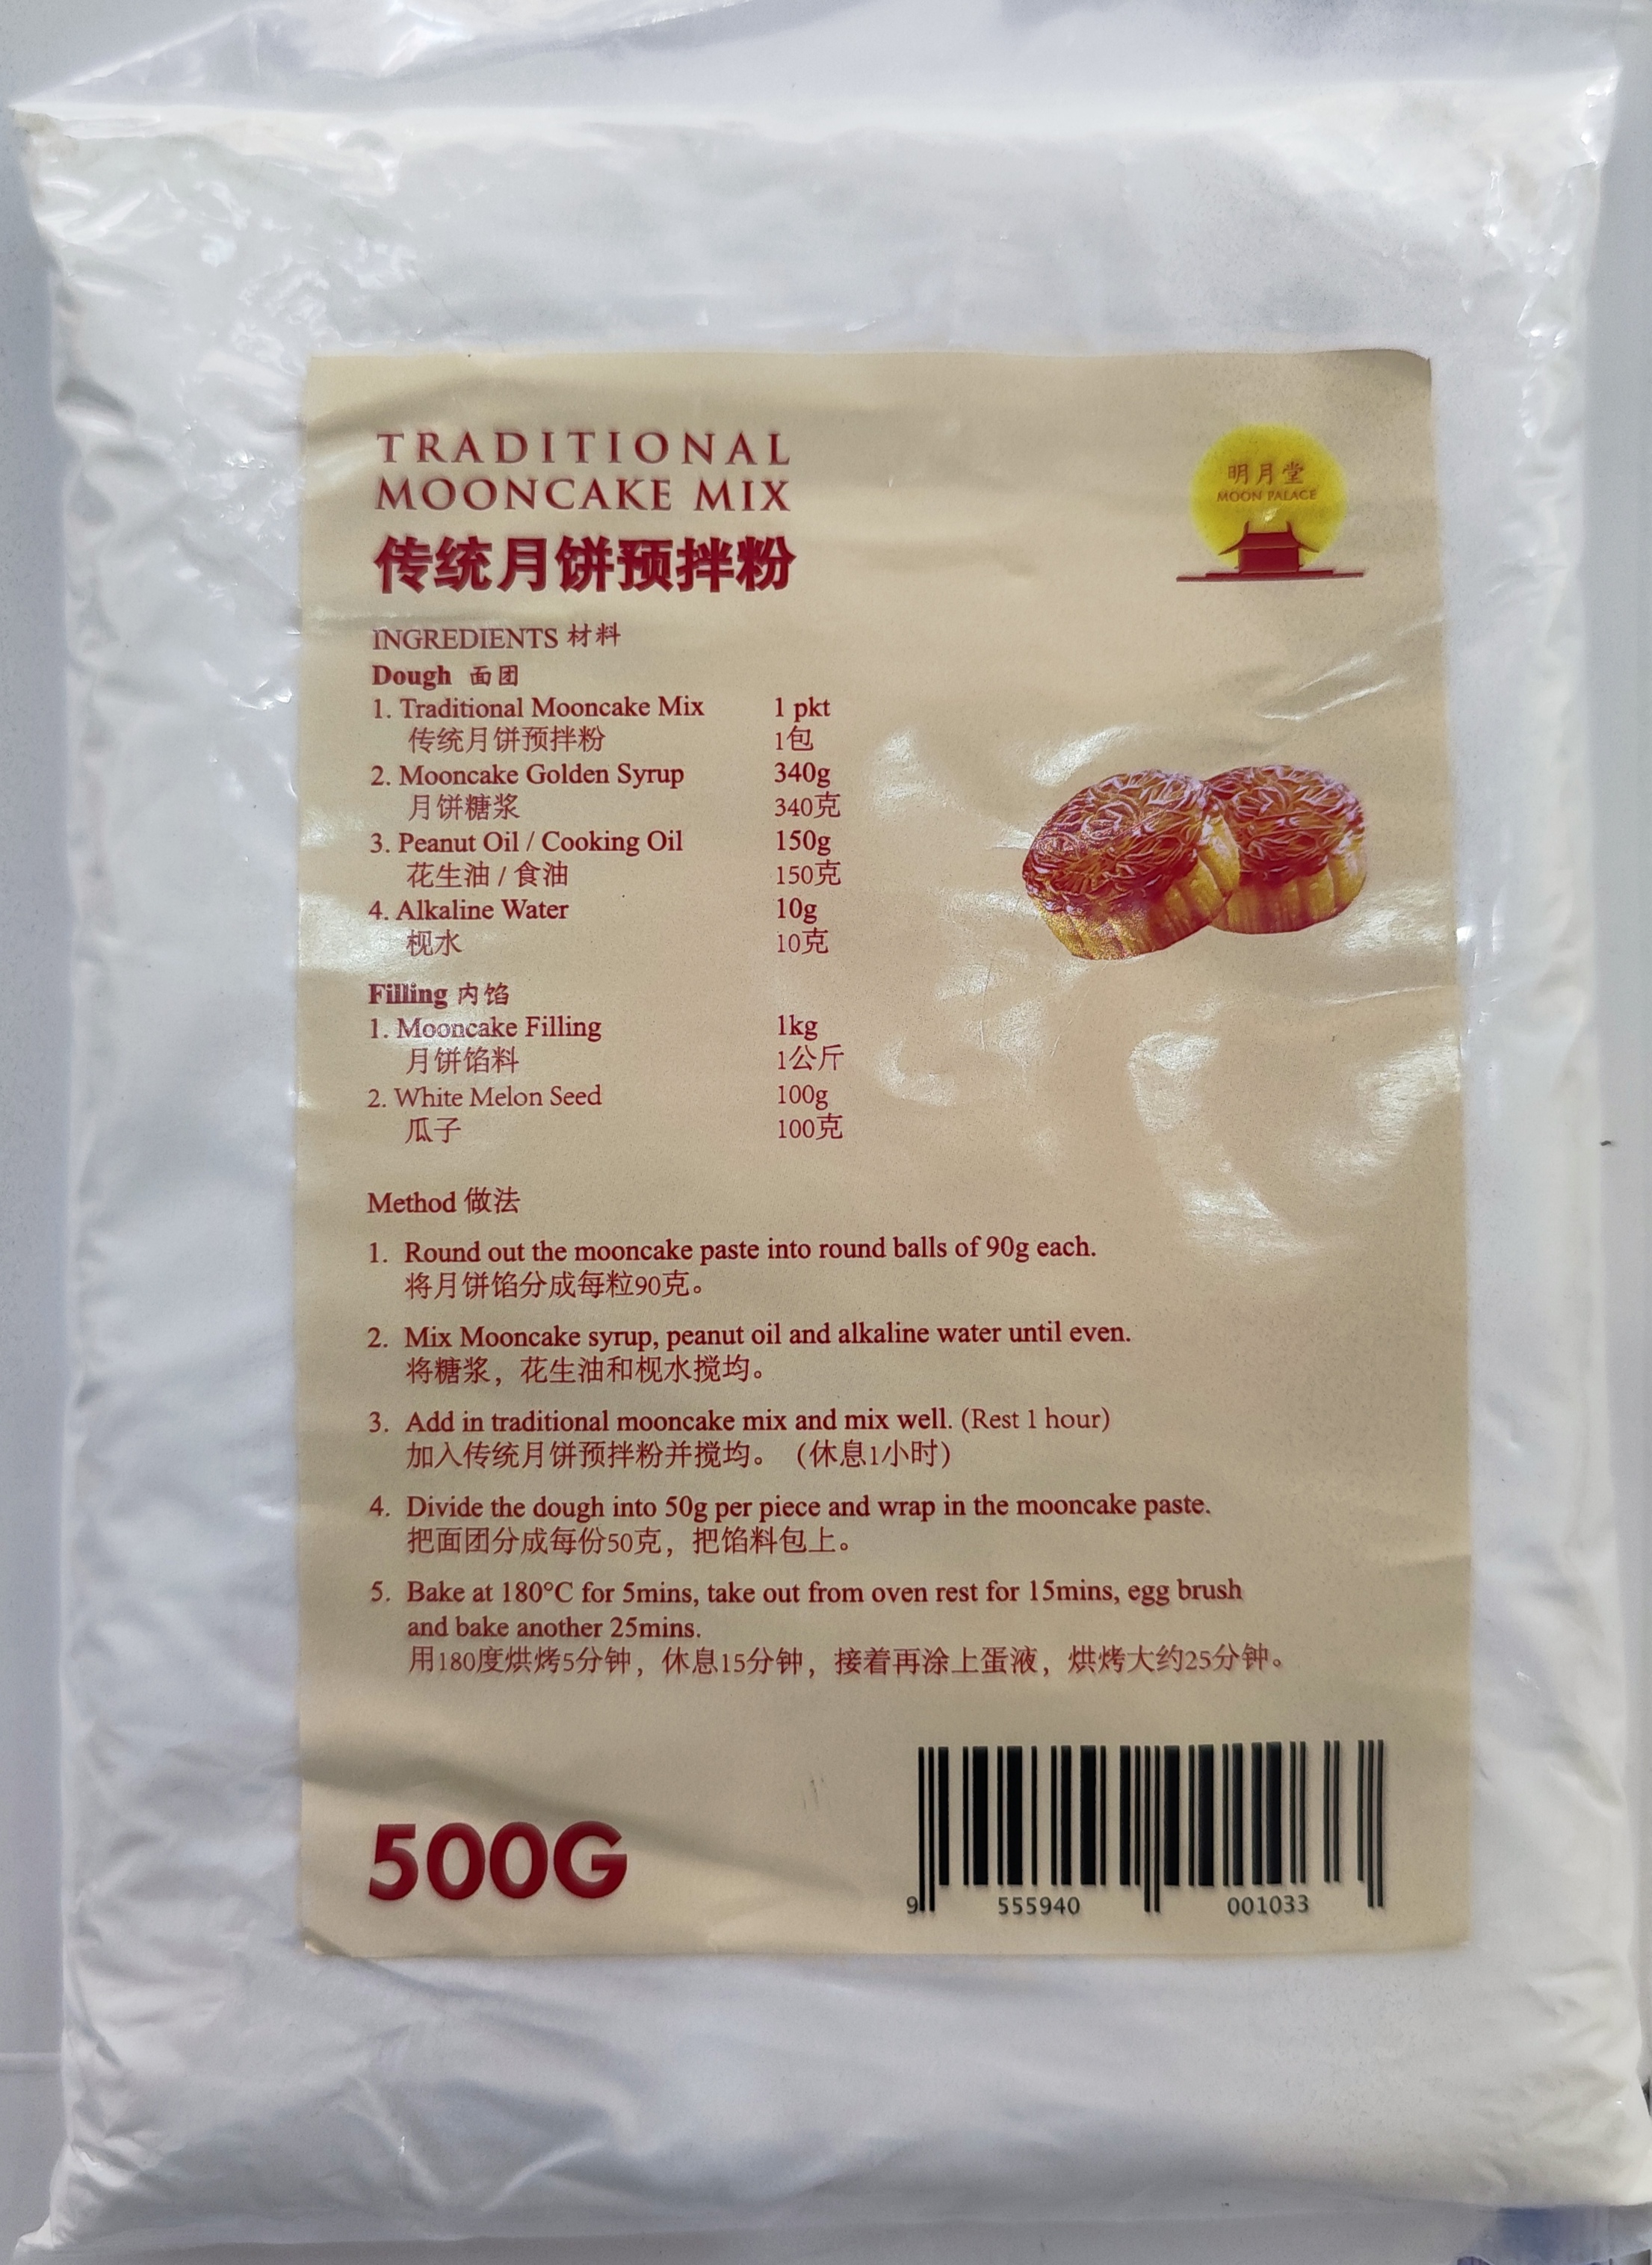 TRADITIONAL
MOONCAKE MIX
传统月饼预拌粉
明月堂
MOON PALACE
INGREDIENTS 材料
Dough 面团
1. Traditional Mooncake Mix 1 pkt
传统月饼预拌粉 1包
2. Mooncake Golden Syrup 340g
月饼糖浆 340克
3. Peanut Oil / Cooking Oil 150g
花生油 / 食油 150克
4. Alkaline Water 10g
枧水 10克
Filling 内馅
1. Mooncake Filling 1kg
月饼馅料 1公斤
2. White Melon Seed 100g
瓜子 100克
Method 做法
1. Round out the mooncake paste into round balls of 90g each.
将月饼馅分成每粒90克。
2. Mix Mooncake syrup, peanut oil and alkaline water until even.
将糖浆，花生油和枧水搅均。
3. Add in traditional mooncake mix and mix well. (Rest 1 hour)
加入传统月饼预拌粉并搅均。（休息1小时）
4. Divide the dough into 50g per piece and wrap in the mooncake paste.
把面团分成每份50克，把馅料包上。
5. Bake at 180°C for 5mins, take out from oven rest for 15mins, egg brush
and bake another 25mins.
用180度烘烤5分钟，休息15分钟，接着再涂上蛋液，烘烤大约25分钟。
500G
9 555940 001033